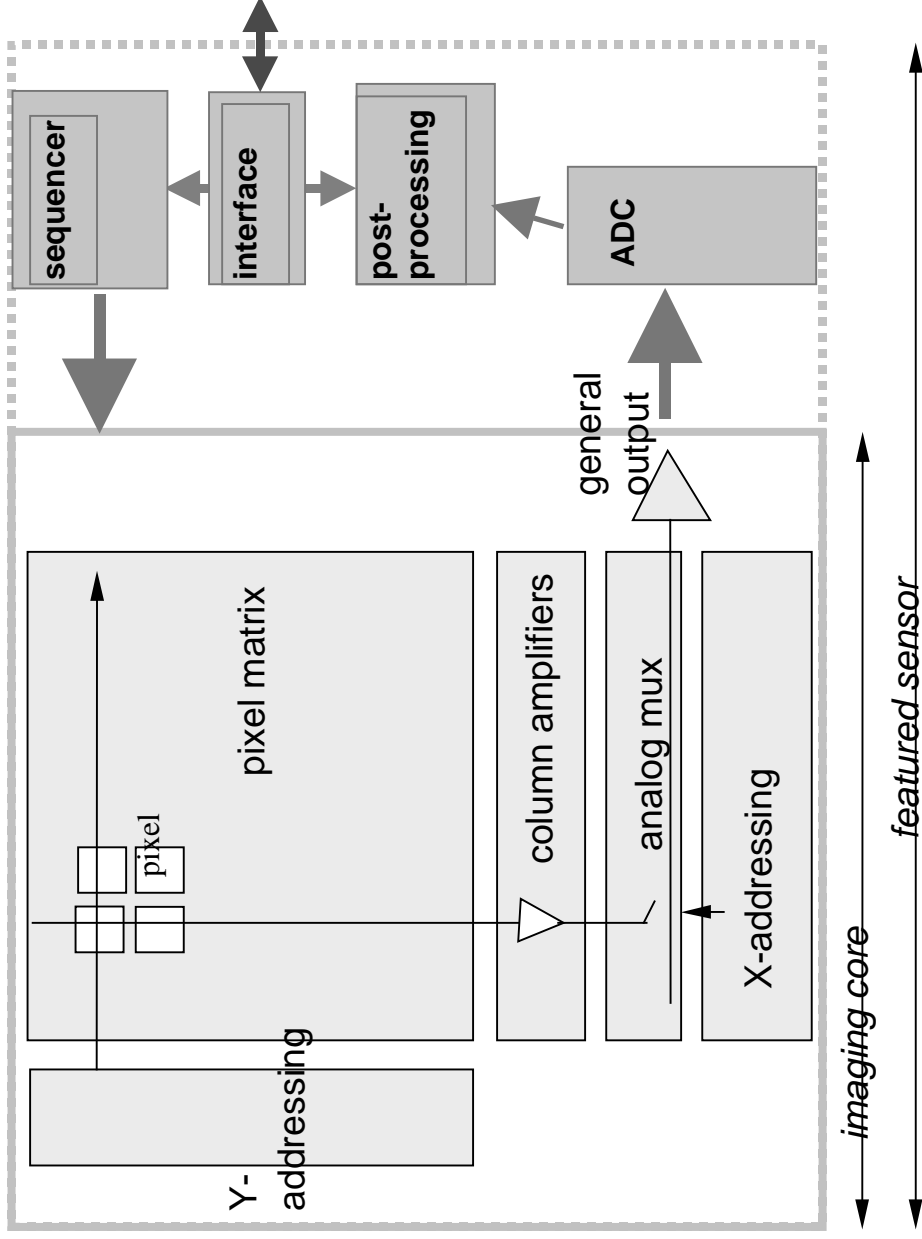 sequencer
interface
post-
processing
ADC
general
output
pixel matrix
pixel
column amplifiers
analog mux
X-addressing
Y-
addressing
imaging core
featured sensor